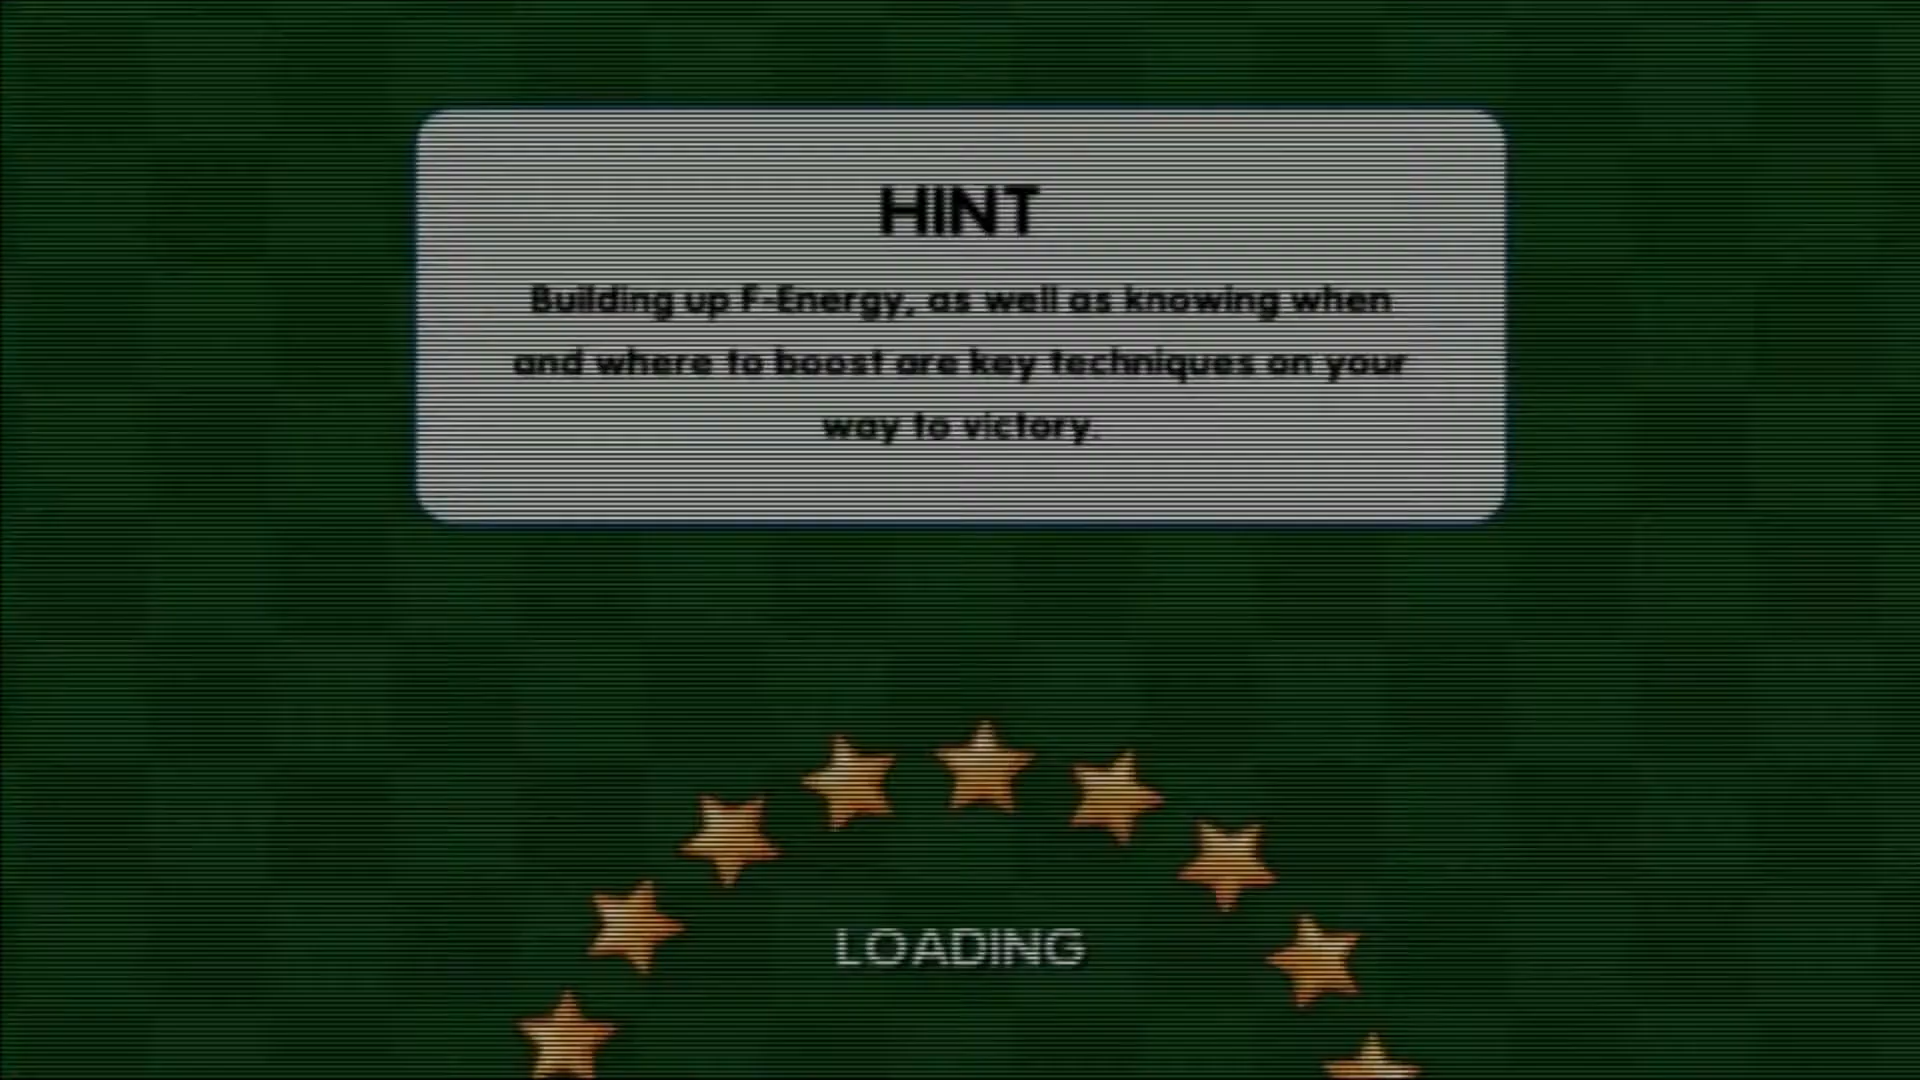 HINT
Building up F-Energy, as well as knowing when
and where to boost are key techniques on your
way to victory.
LOADING